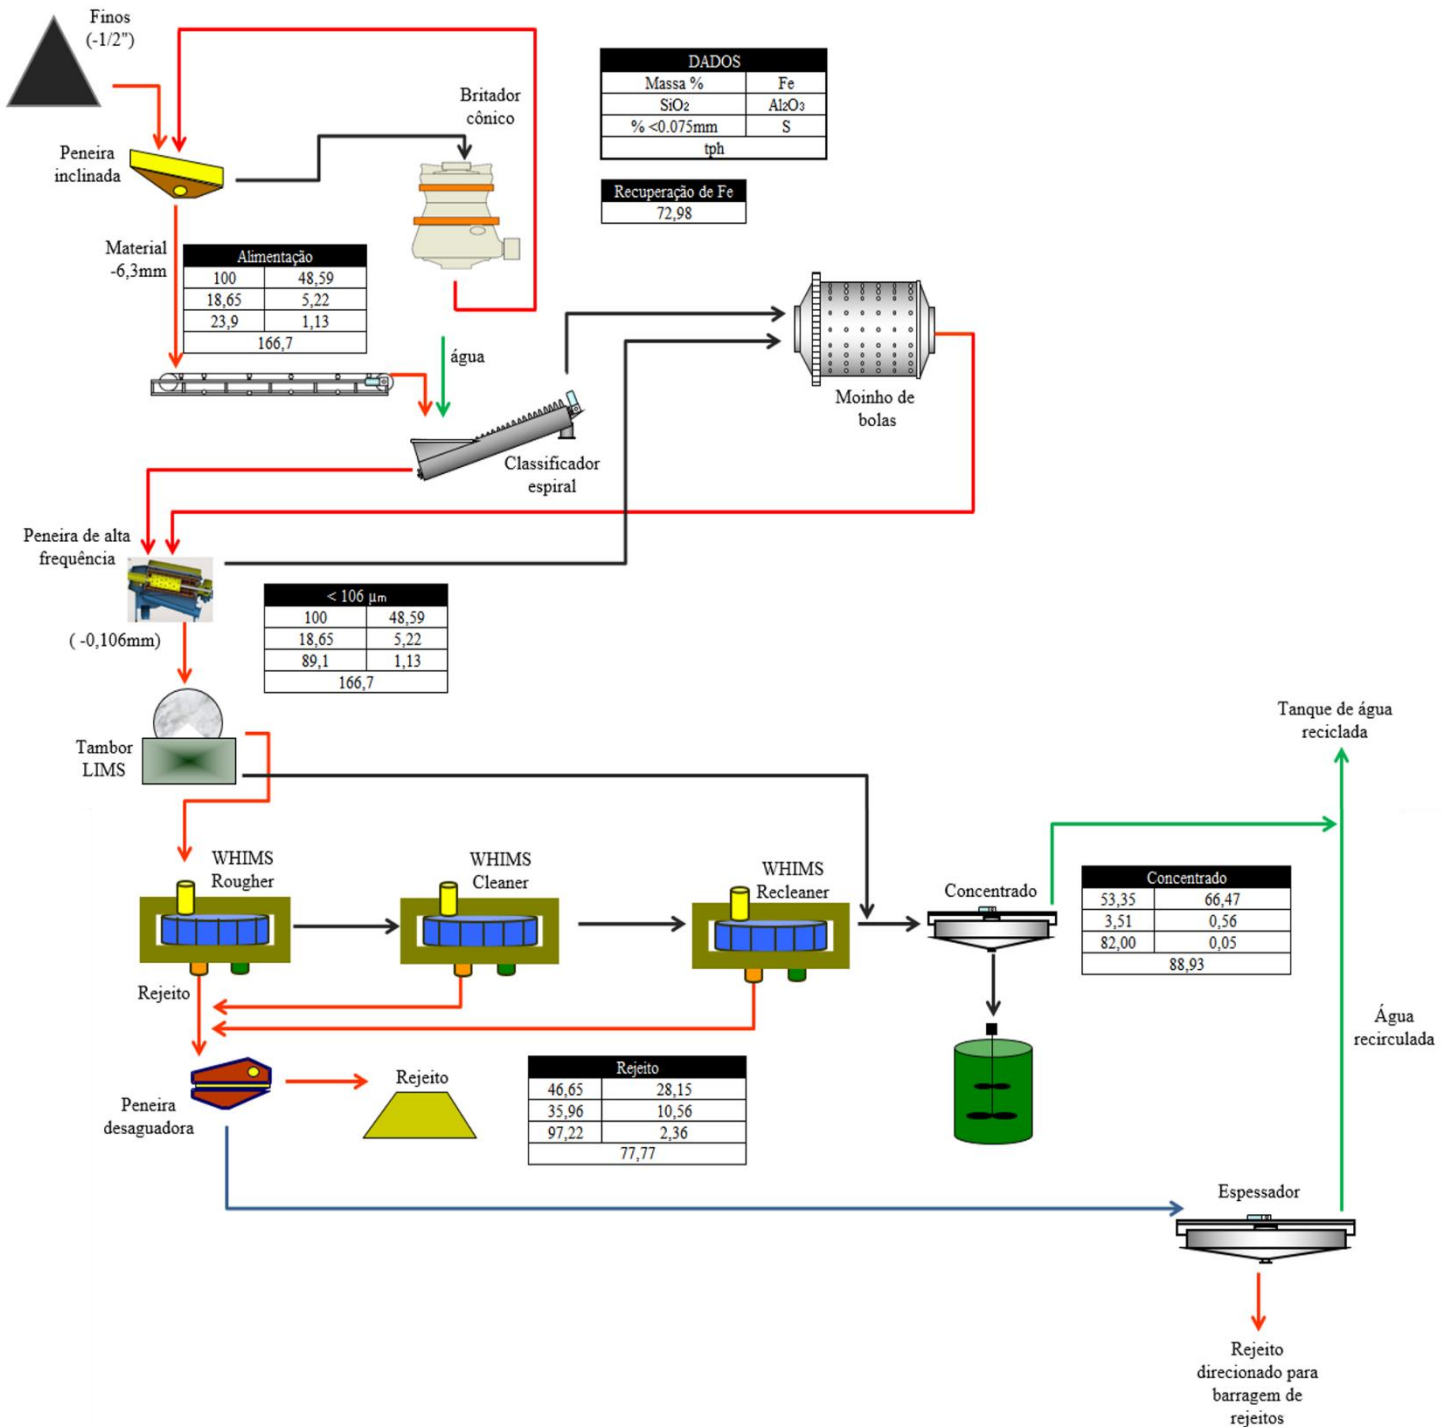 Finos
(-1/2")
DADOS
Massa % Fe
SiO₂ Al₂O₃
% <0.075mm S
tph
Britador
cônico
Peneira
inclinada
Recuperação de Fe
72,98
Material
-6,3mm
Alimentação
100 48,59
18,65 5,22
23,9 1,13
166,7
água
Moinho de
bolas
Classificador
espiral
Peneira de alta
frequência
( -0,106mm)
< 106 µm
100 48,59
18,65 5,22
89,1 1,13
166,7
Tambor
LIMS
Tanque de água
reciclada
WHIMS
Rougher
WHIMS
Cleaner
WHIMS
Recleaner
Concentrado
Concentrado
53,35 66,47
3,51 0,56
82,00 0,05
88,93
Rejeito
Água
recirculada
Peneira
desaguadora
Rejeito
Rejeito
46,65 28,15
35,96 10,56
97,22 2,36
77,77
Espessador
Rejeito
direcionado para
barragem de
rejeitos